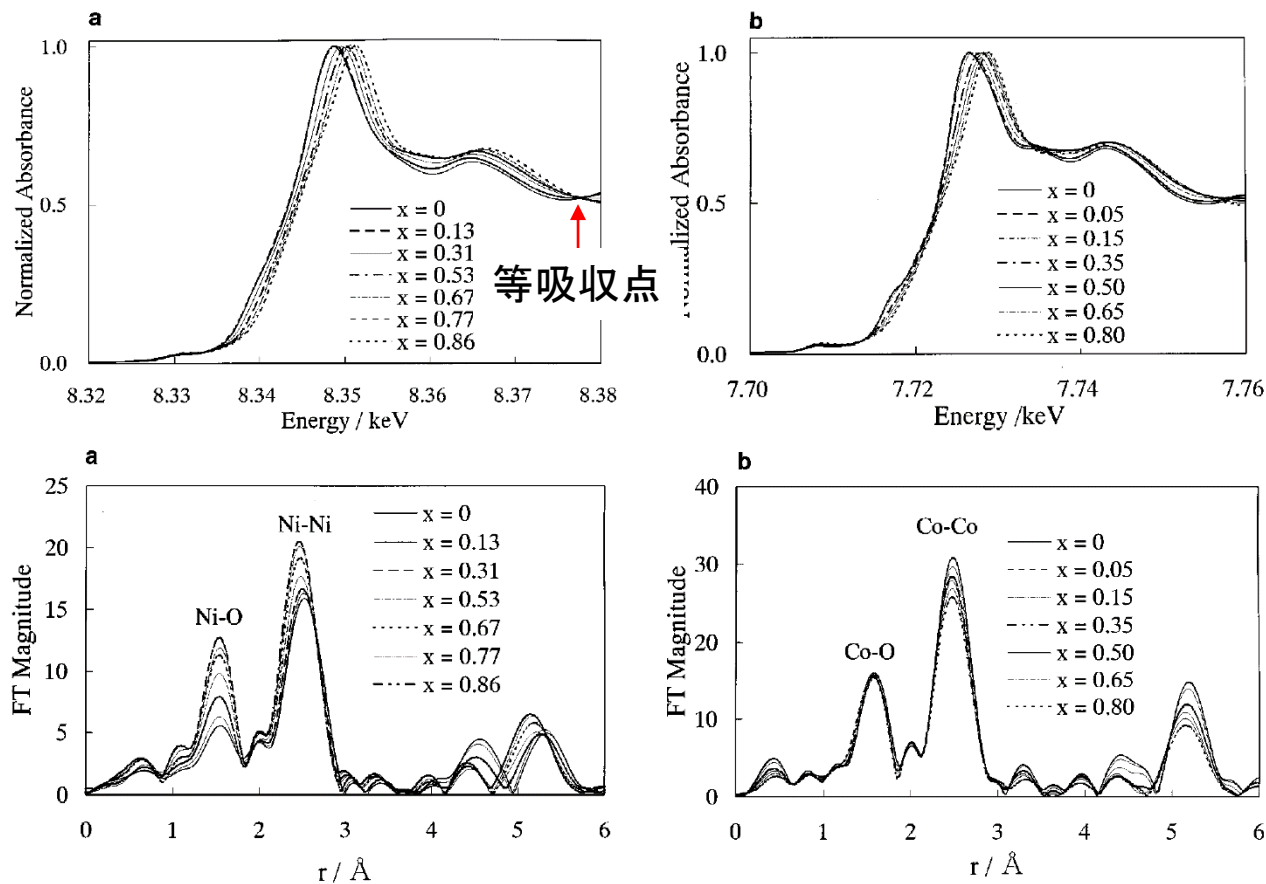 a
1.0
0.5
0.0
Normalized Absorbance
x = 0
x = 0.13
x = 0.31
x = 0.53
x = 0.67
x = 0.77
x = 0.86
等吸収点
8.32
8.33
8.34
8.35
8.36
8.37
8.38
Energy / keV
b
1.0
0.5
0.0
Normalized Absorbance
x = 0
x = 0.05
x = 0.15
x = 0.35
x = 0.50
x = 0.65
x = 0.80
7.70
7.72
7.74
7.76
Energy /keV
a
25
20
15
10
5
0
FT Magnitude
Ni-O
Ni-Ni
x = 0
x = 0.13
x = 0.31
x = 0.53
x = 0.67
x = 0.77
x = 0.86
0
1
2
3
4
5
6
r / Å
b
40
30
20
10
0
FT Magnitude
Co-O
Co-Co
x = 0
x = 0.05
x = 0.15
x = 0.35
x = 0.50
x = 0.65
x = 0.80
0
1
2
3
4
5
6
r / Å